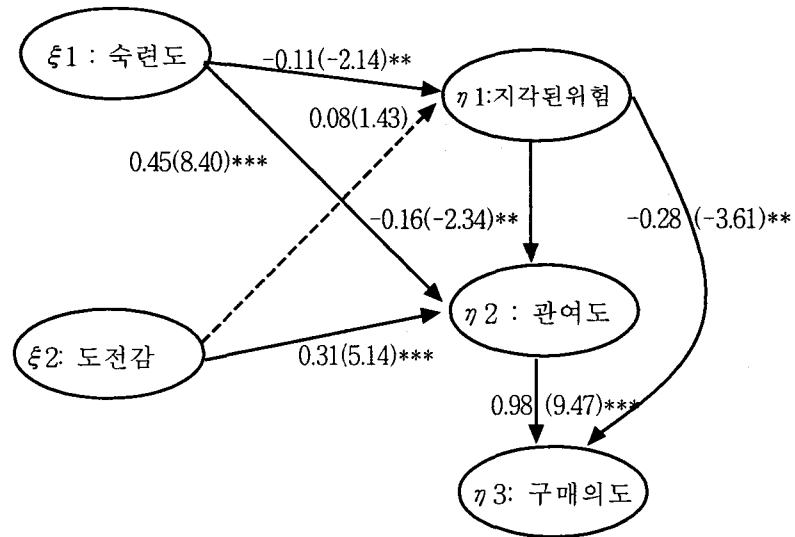 ξ1 : 숙련도
-0.11(-2.14)**
η1:지각된위험
0.08(1.43)
0.45(8.40)***
-0.16(-2.34)**
-0.28 (-3.61)**
η2 : 관여도
ξ2: 도전감
0.31(5.14)***
0.98 (9.47)***
η3: 구매의도